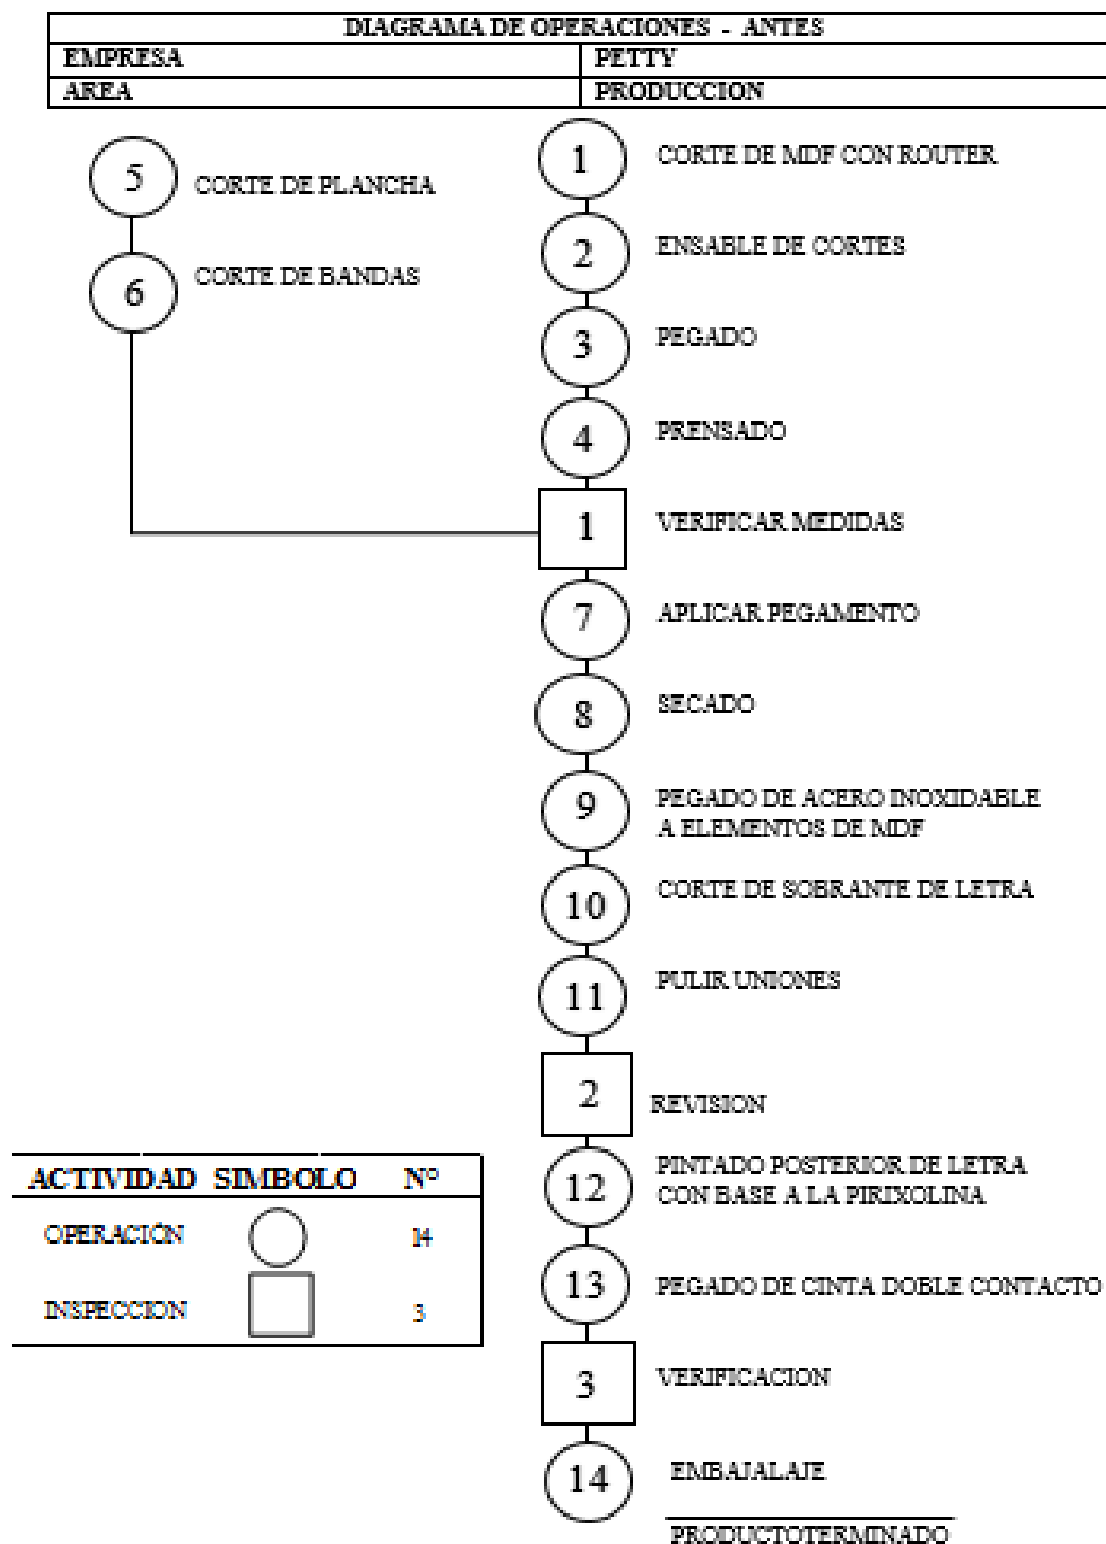 DIAGRAMA DE OPERACIONES - ANTES
EMPRESA PETTY
AREA PRODUCCION
5 CORTE DE PLANCHA
6 CORTE DE BANDAS
1 CORTE DE MDF CON ROUTER
2 ENSABLE DE CORTES
3 PEGADO
4 PRENSADO
1 VERIFICAR MEDIDAS
7 APLICAR PEGAMENTO
8 SECADO
9 PEGADO DE ACERO INOXIDABLE
A ELEMENTOS DE MDF
10 CORTE DE SOBRANTE DE LETRA
11 PULIR UNIONES
2 REVISION
12 PINTADO POSTERIOR DE LETRA
CON BASE A LA PIRIXOLINA
13 PEGADO DE CINTA DOBLE CONTACTO
3 VERIFICACION
14 EMBAJALAJE
PRODUCTOTERMINADO
ACTIVIDAD SIMBOLO N°
OPERACIÓN 14
INSPECCION 3